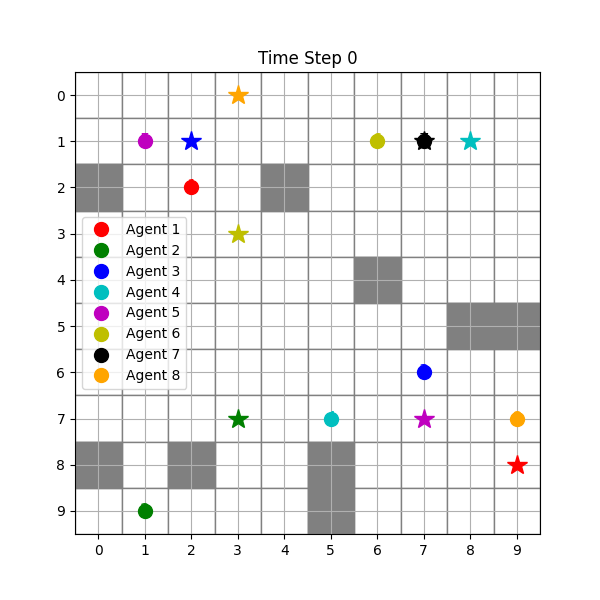 Time Step 0
0
1
2
3
4
5
6
7
8
9
Agent 1
Agent 2
Agent 3
Agent 4
Agent 5
Agent 6
Agent 7
Agent 8
0 1 2 3 4 5 6 7 8 9